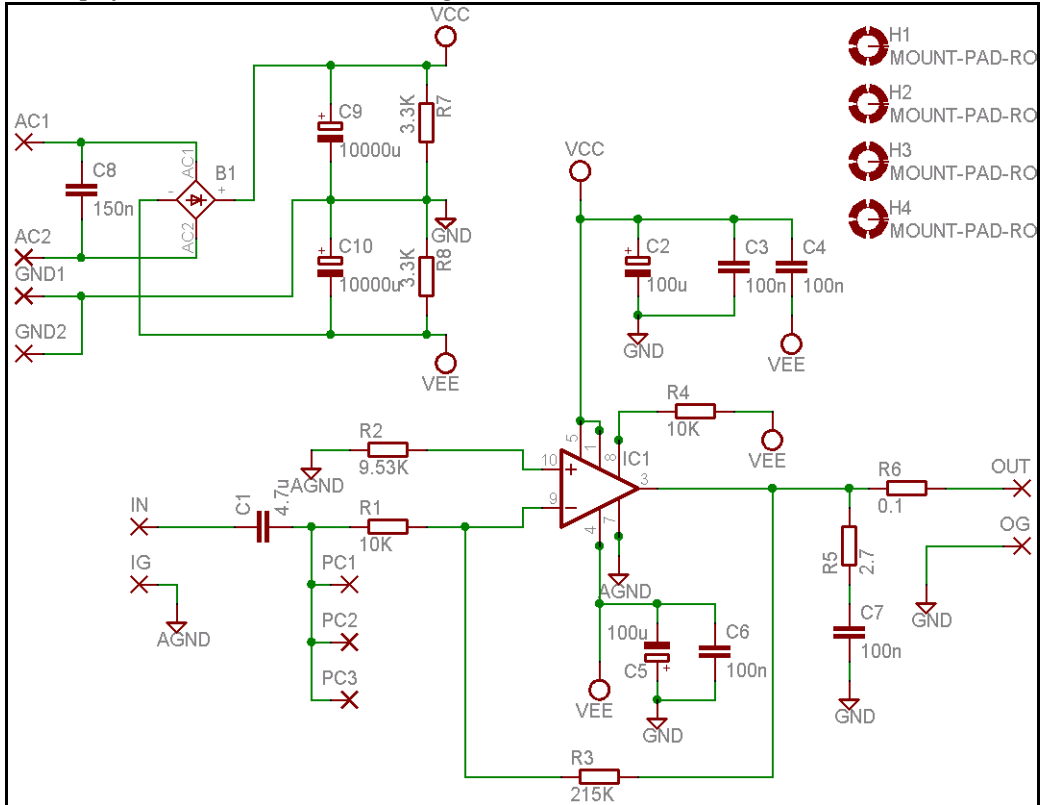 VCC
H1
MOUNT-PAD-RO
H2
MOUNT-PAD-RO
H3
MOUNT-PAD-RO
H4
MOUNT-PAD-RO
AC1
C8
150n
AC1
AC2
-
+
B1
AC2
GND1
GND2
+
C9
10000u
3.3K
R7
GND
+
C10
10000u
3.3K
R8
VEE
VCC
+
C2
100u
C3
100n
C4
100n
GND
VEE
R4
10K
VEE
R2
9.53K
AGND
5
1
8
IC1
10
+
9
-
3
4
7
AGND
IN
C1
4.7u
R1
10K
IG
AGND
PC1
PC2
PC3
R6
0.1
OUT
OG
GND
R5
2.7
C7
100n
GND
100u
C5
+
C6
100n
VEE
GND
R3
215K